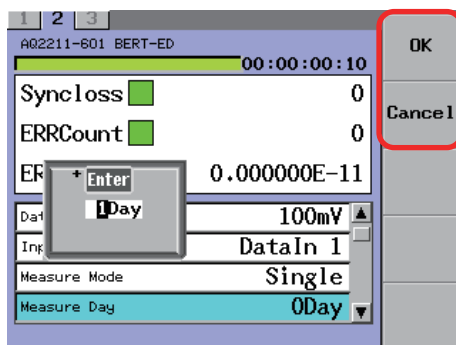 1 2 3
AQ2211-601 BERT-ED
00:00:00:10
Syncloss 0
ERRCount 0
ER 0.000000E-11
+ Enter
1Day
Dat 100mV
Inp DataIn 1
Measure Mode Single
Measure Day 0Day
OK
Cancel